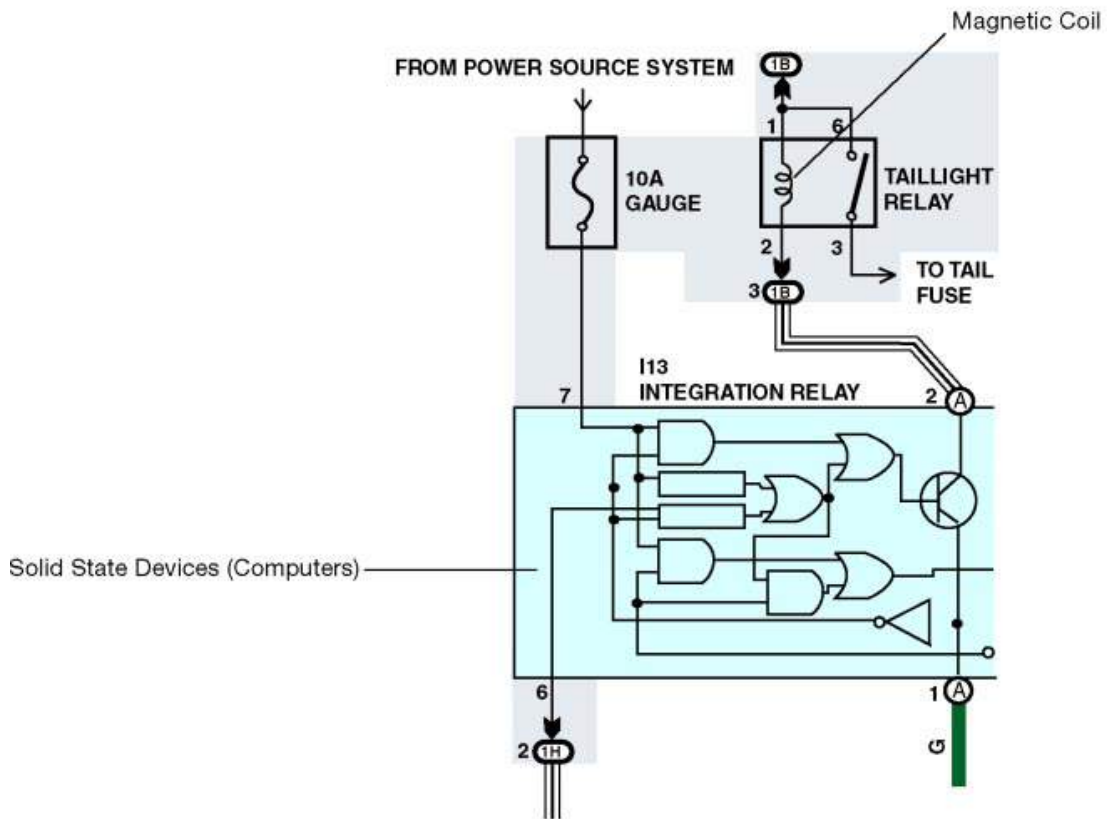 Magnetic Coil
FROM POWER SOURCE SYSTEM
1B
1 6
10A
GAUGE
TAILLIGHT
RELAY
2 3
TO TAIL
FUSE
3 1B
I13
INTEGRATION RELAY
7
2 A
Solid State Devices (Computers)
6
1 A
2 1H
G